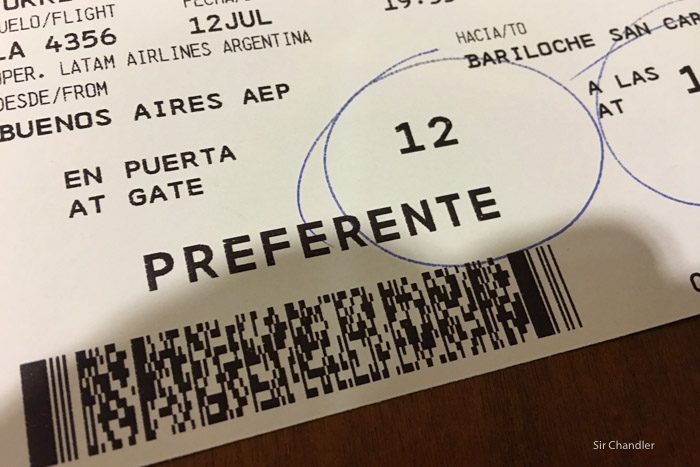 VUELO/FLIGHT
LA 4356
12JUL
OPER. LATAM AIRLINES ARGENTINA
DESDE/FROM
BUENOS AIRES AEP
HACIA/TO
BARILOCHE SAN CAR
EN PUERTA
AT GATE
12
A LAS
AT
PREFERENTE
Sir Chandler